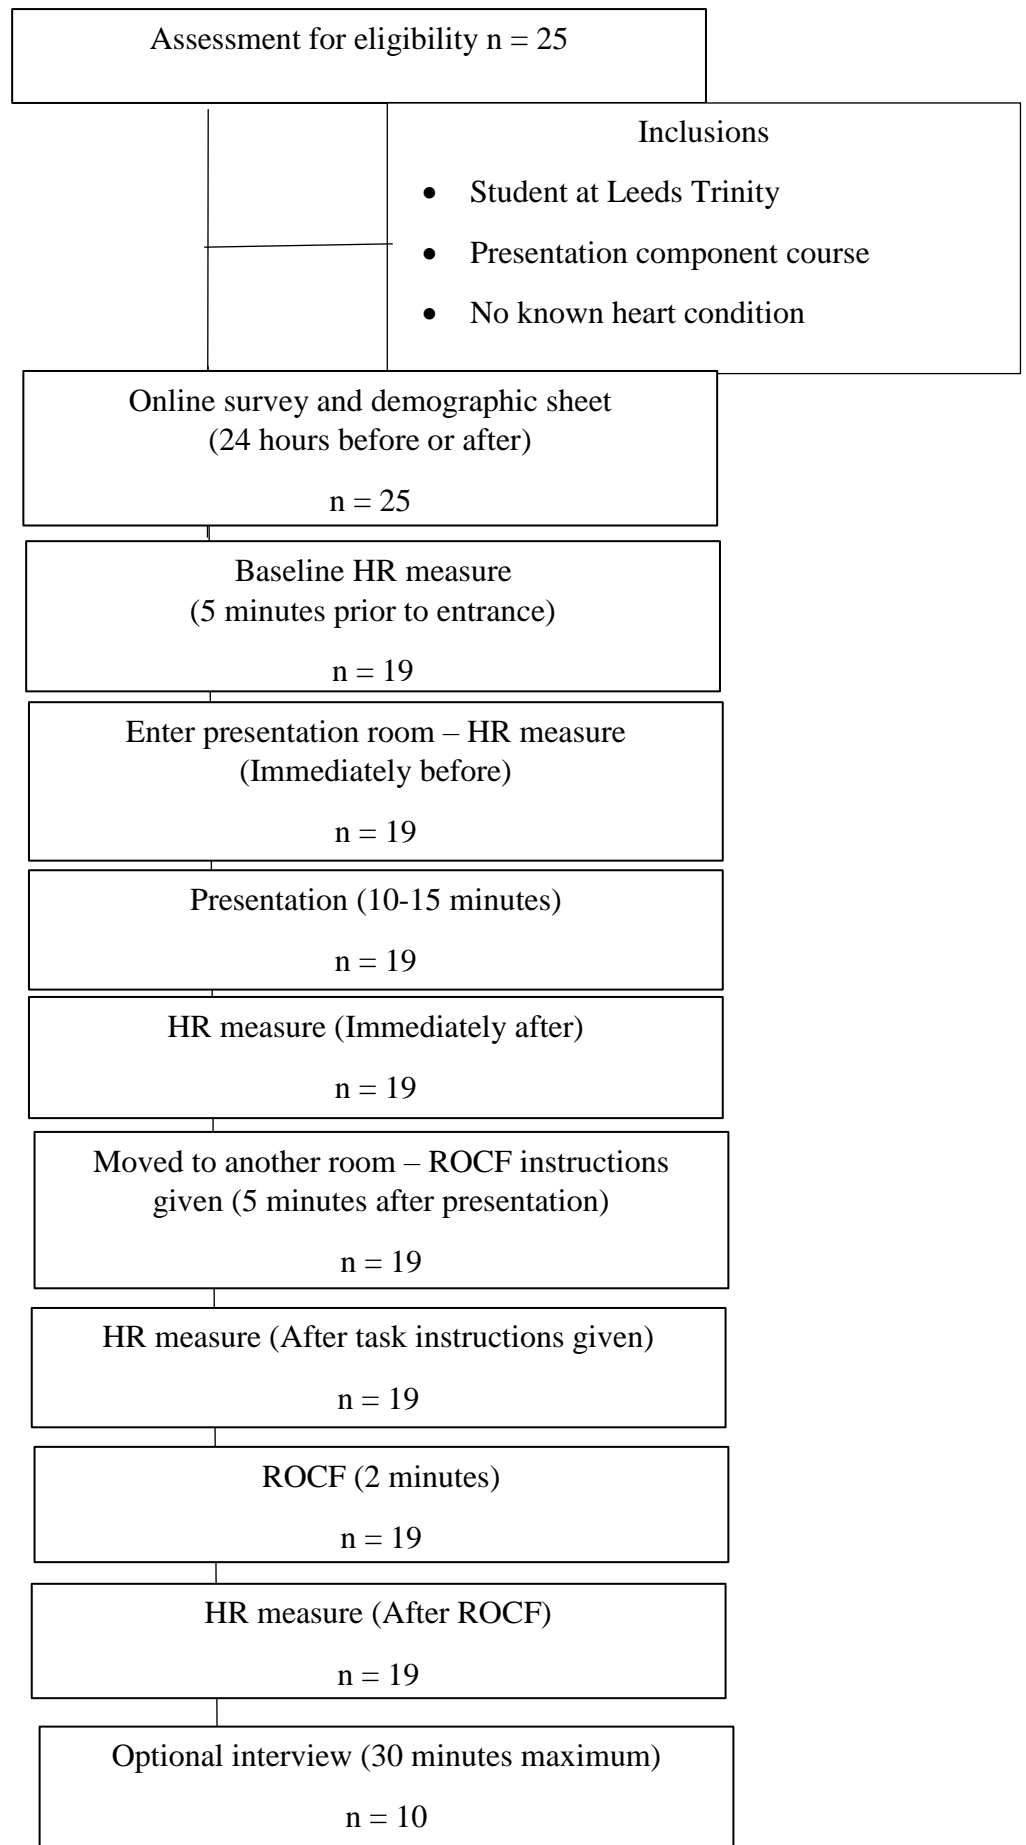 Assessment for eligibility n = 25
Inclusions
• Student at Leeds Trinity
• Presentation component course
• No known heart condition
Online survey and demographic sheet
(24 hours before or after)
n = 25
Baseline HR measure
(5 minutes prior to entrance)
n = 19
Enter presentation room – HR measure
(Immediately before)
n = 19
Presentation (10-15 minutes)
n = 19
HR measure (Immediately after)
n = 19
Moved to another room – ROCF instructions
given (5 minutes after presentation)
n = 19
HR measure (After task instructions given)
n = 19
ROCF (2 minutes)
n = 19
HR measure (After ROCF)
n = 19
Optional interview (30 minutes maximum)
n = 10